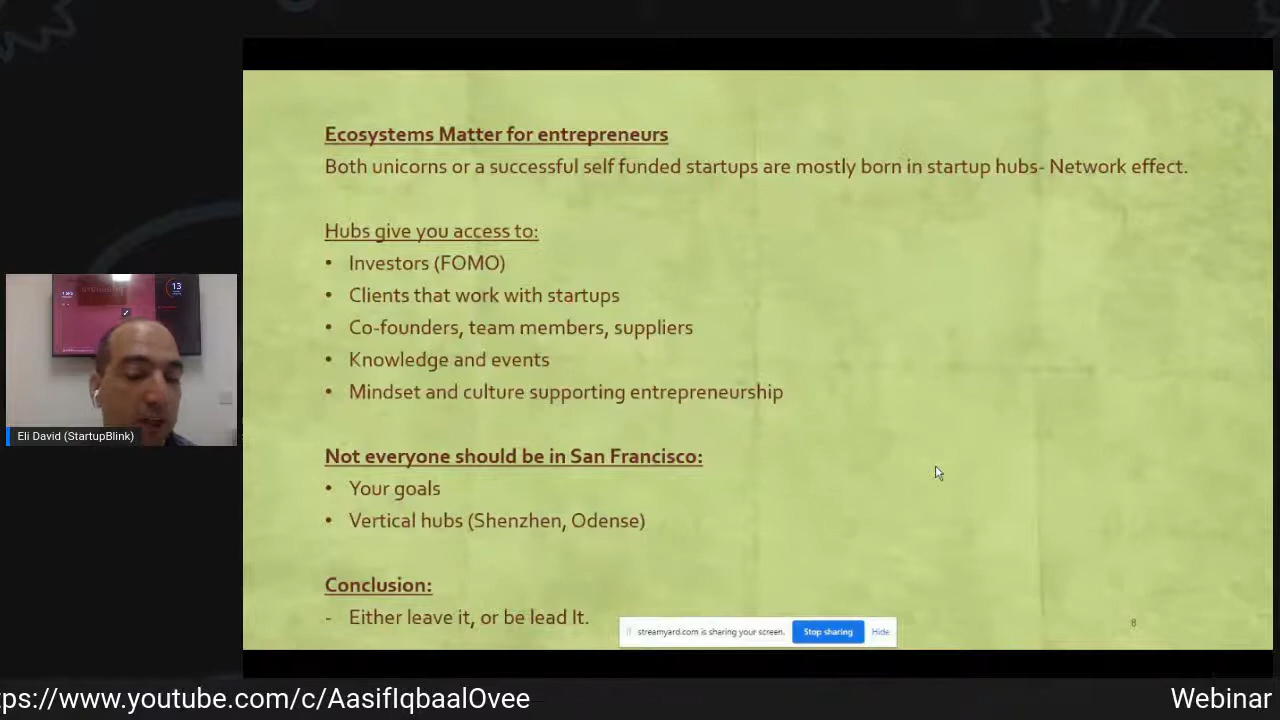 Ecosystems Matter for entrepreneurs
Both unicorns or a successful self funded startups are mostly born in startup hubs- Network effect.
Hubs give you access to:
• Investors (FOMO)
• Clients that work with startups
• Co-founders, team members, suppliers
• Knowledge and events
• Mindset and culture supporting entrepreneurship
Not everyone should be in San Francisco:
• Your goals
• Vertical hubs (Shenzhen, Odense)
Conclusion:
- Either leave it, or be lead It.
streamyard.com is sharing your screen. Stop sharing Hide
8
13
Eli David (StartupBlink)
ps://www.youtube.com/c/AasifIqbaalOvee
Webinar